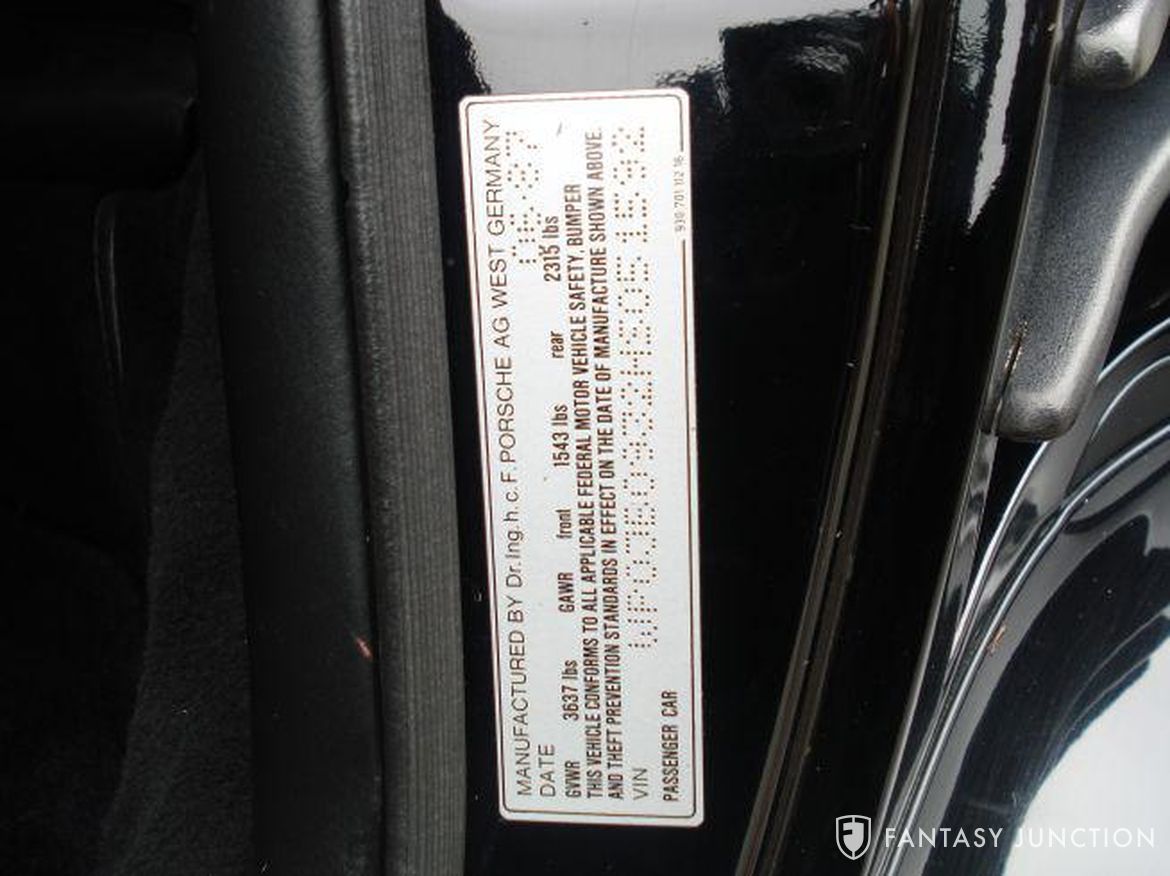 MANUFACTURED BY Dr. Ing. h. c. F. PORSCHE AG WEST GERMANY
DATE
GVWR 3637 lbs GAWR front 1543 lbs rear 2315 lbs
THIS VEHICLE CONFORMS TO ALL APPLICABLE FEDERAL MOTOR VEHICLE SAFETY, BUMPER
AND THEFT PREVENTION STANDARDS IN EFFECT ON THE DATE OF MANUFACTURE SHOWN ABOVE.
VIN WP0JB0932HS051592
PASSENGER CAR
930 701 112 16
FANTASY JUNCTION